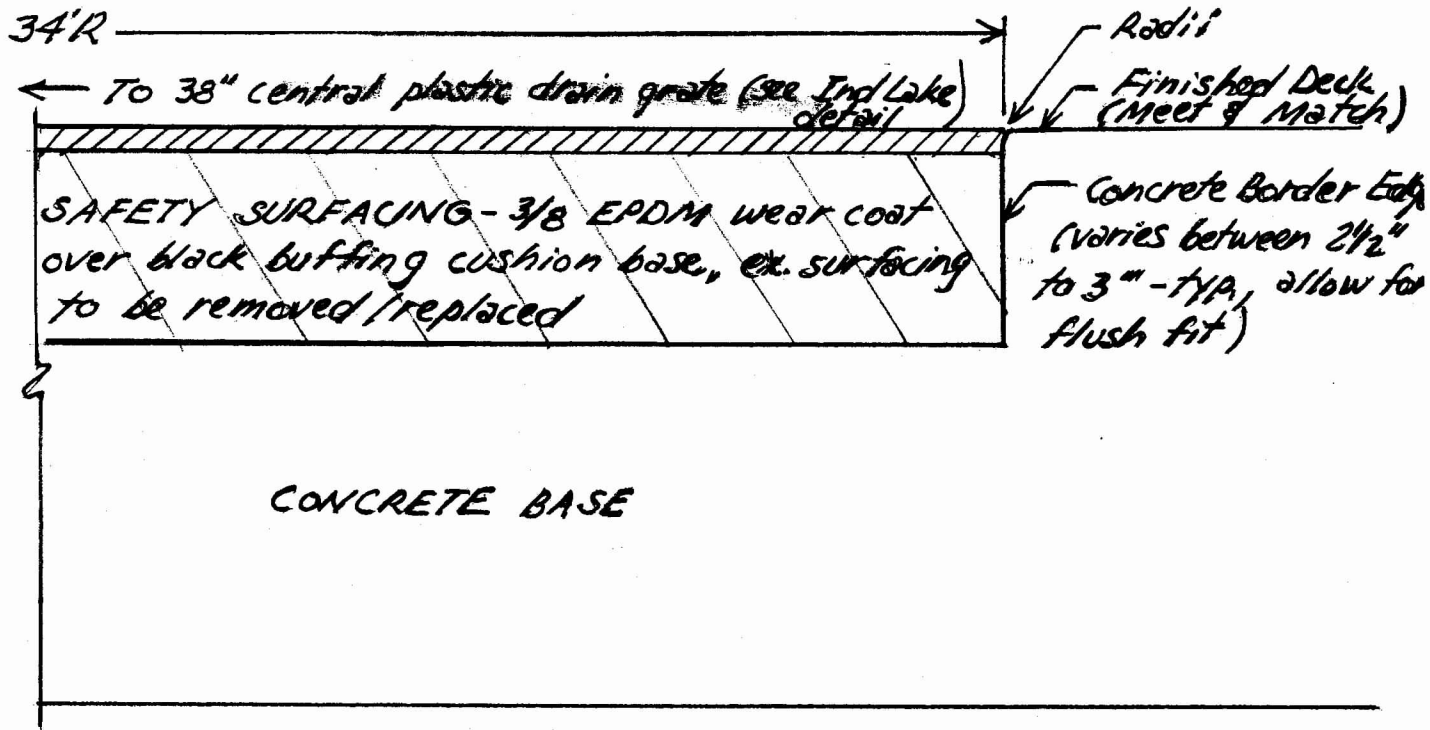 34'R
Radii
← To 38" central plastic drain grate (see Ind Lake
detail)
Finished Deck
(Meet & Match)
SAFETY SURFACING - 3/8 EPDM wear coat
over black buffing cushion base, ex. surfacing
to be removed/replaced
Concrete Border Edg
(varies between 2½"
to 3" - typ, allow for
flush fit)
CONCRETE BASE